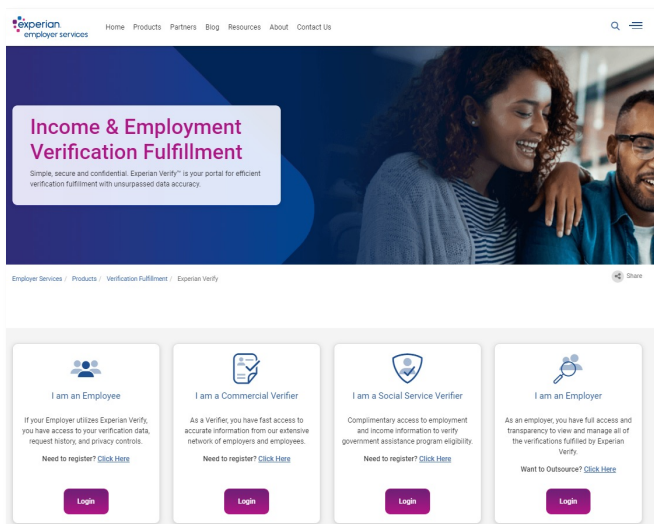 experian.
employer services
Home Products Partners Blog Resources About Contact Us
Income & Employment
Verification Fulfillment
Simple, secure and confidential. Experian Verify™ is your portal for efficient
verification fulfillment with unsurpassed data accuracy.
Employer Services / Products / Verification Fulfillment / Experian Verify
Share
I am an Employee
If your Employer utilizes Experian Verify,
you have access to your verification data,
request history, and privacy controls.
Need to register? Click Here
Login
I am a Commercial Verifier
As a Verifier, you have fast access to
accurate information from our extensive
network of employers and employees.
Need to register? Click Here
Login
I am a Social Service Verifier
Complimentary access to employment
and income information to verify
government assistance program eligibility.
Need to register? Click Here
Login
I am an Employer
As an employer, you have full access and
transparency to view and manage all of
the verifications fulfilled by Experian
Verify.
Want to Outsource? Click Here
Login